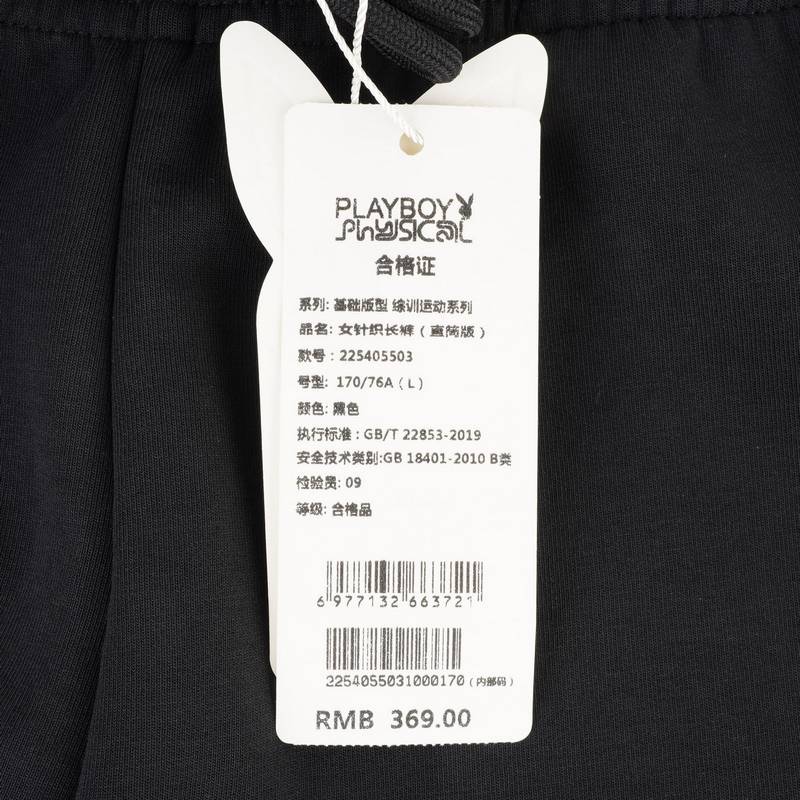 PLAYBOY
PhYSICAL
合格证
系列: 基础版型 综训运动系列
品名: 女针织长裤（直筒版）
款号：225405503
号型: 170/76A（L）
颜色: 黑色
执行标准：GB/T 22853-2019
安全技术类别:GB 18401-2010 B类
检验员: 09
等级: 合格品
6 977132 663721
2254055031000170（内部码）
RMB 369.00